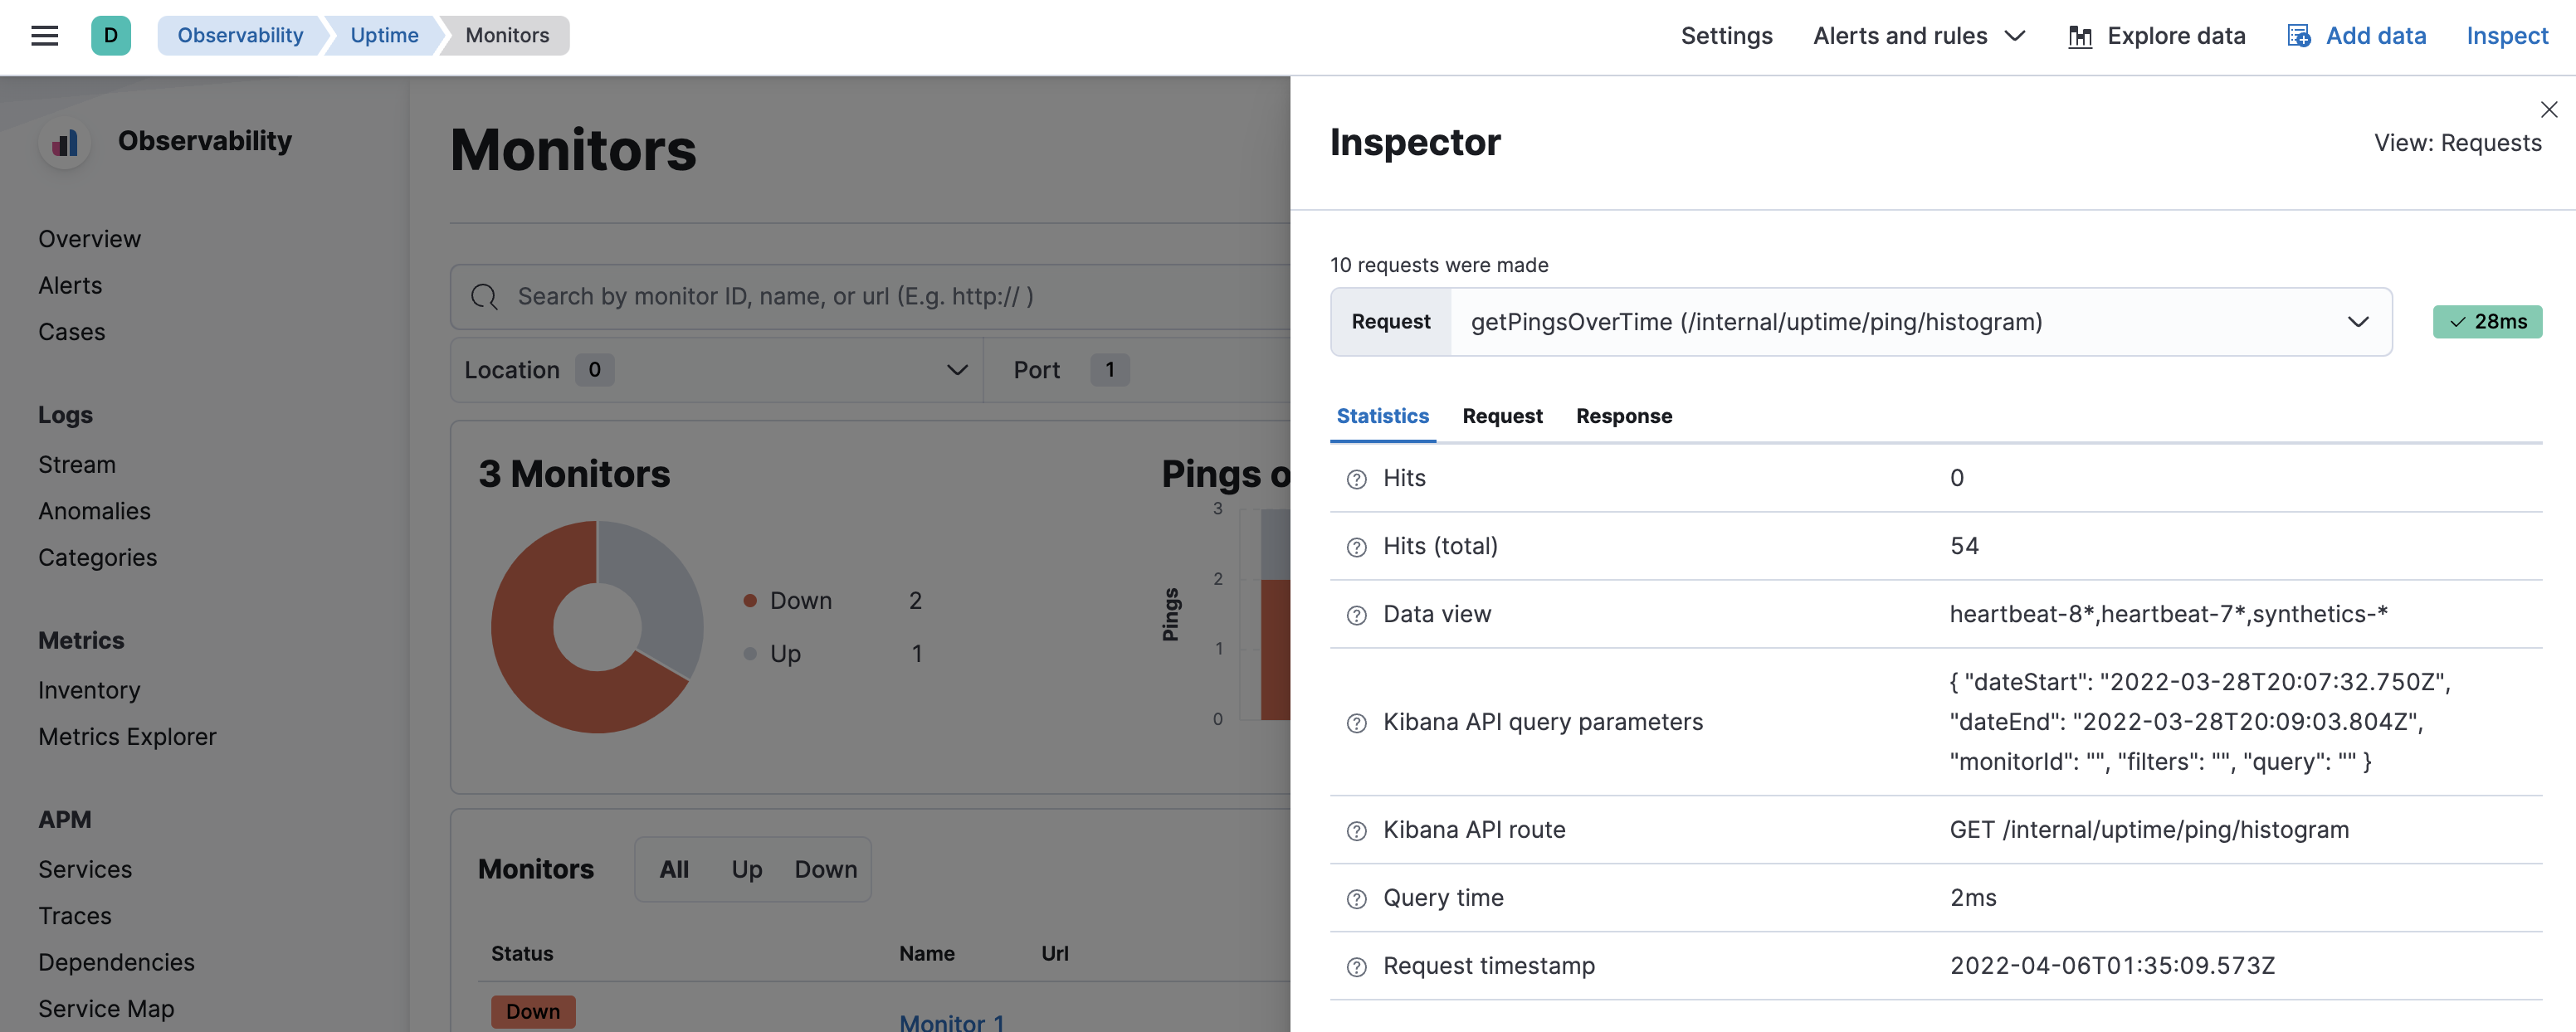 D
Observability
Uptime
Monitors
Settings
Alerts and rules
Explore data
Add data
Inspect
Observability
Overview
Alerts
Cases
Logs
Stream
Anomalies
Categories
Metrics
Inventory
Metrics Explorer
APM
Services
Traces
Dependencies
Service Map
Monitors
Search by monitor ID, name, or url (E.g. http:// )
Location 0
Port 1
3 Monitors
Down 2
Up 1
Pings o
Pings
3
2
1
0
Monitors
All Up Down
Status Name Url
Down
Monitor 1
Inspector
View: Requests
10 requests were made
Request getPingsOverTime (/internal/uptime/ping/histogram)
28ms
Statistics Request Response
Hits 0
Hits (total) 54
Data view heartbeat-8*,heartbeat-7*,synthetics-*
Kibana API query parameters
{ "dateStart": "2022-03-28T20:07:32.750Z",
"dateEnd": "2022-03-28T20:09:03.804Z",
"monitorId": "", "filters": "", "query": "" }
Kibana API route GET /internal/uptime/ping/histogram
Query time 2ms
Request timestamp 2022-04-06T01:35:09.573Z